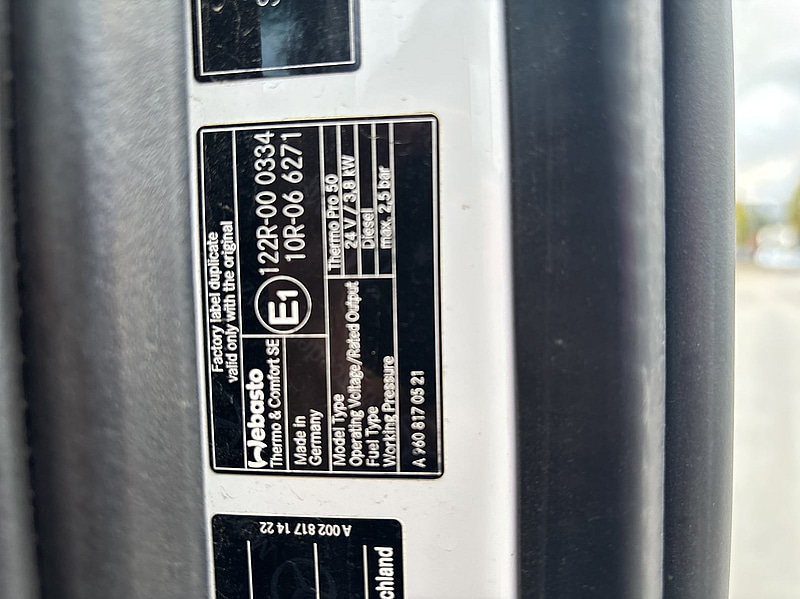 Factory label duplicate
valid only with the original
Webasto
Thermo & Comfort SE
E1
122R-00 0334
10R-06 6271
Made in
Germany
Model Type Thermo Pro 50
Operating Voltage/Rated Output 24 V / 3,8 kW
Fuel Type Diesel
Working Pressure max. 2,5 bar
A 960 817 05 21
A 002 817 14 22
chland